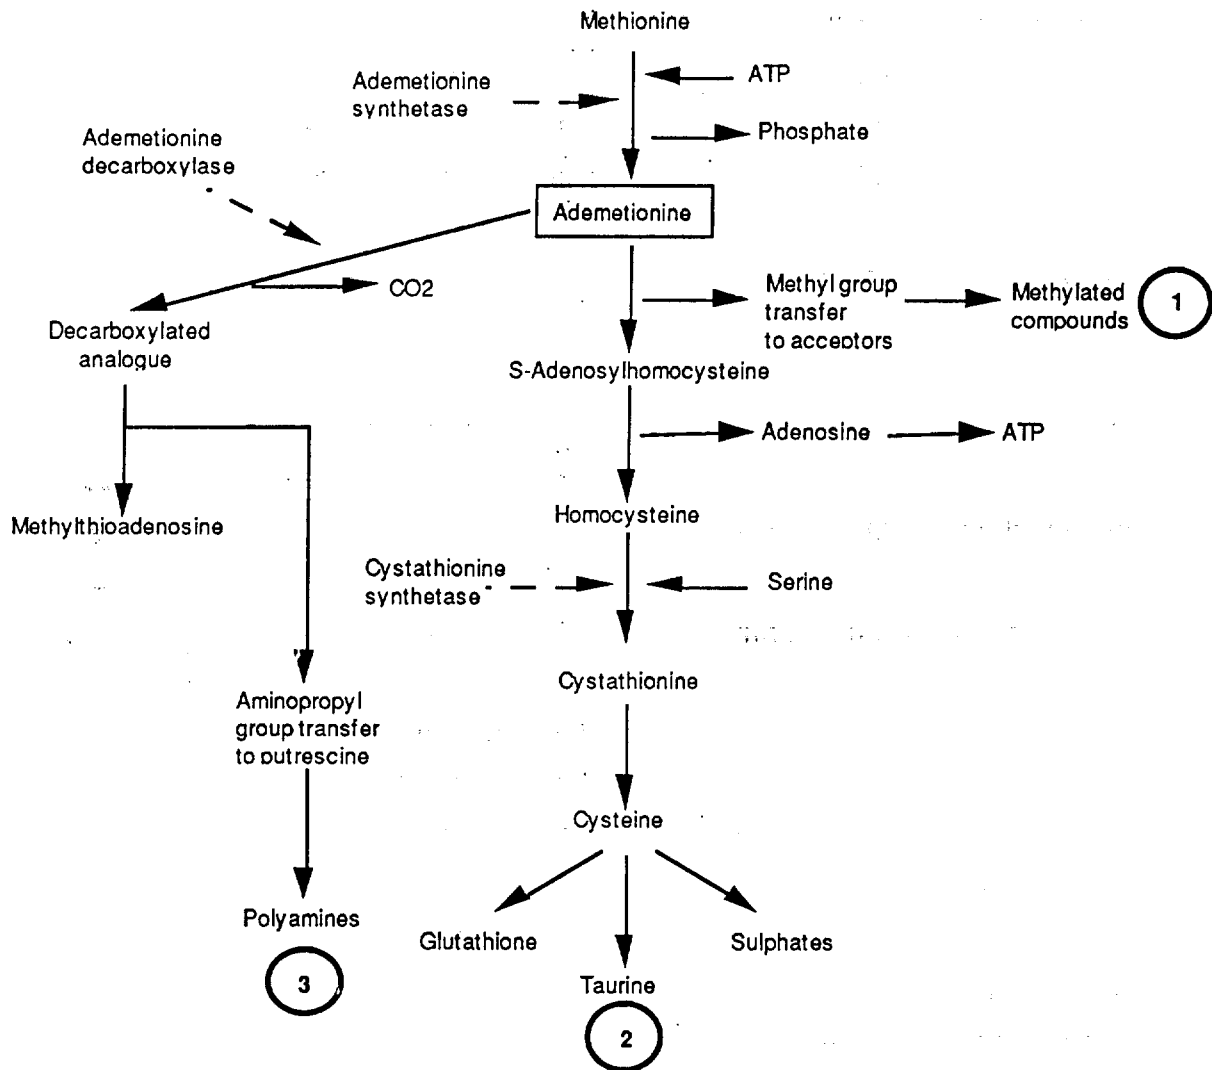 Methionine
ATP
Ademetionine
synthetase
Phosphate
Ademetionine
decarboxylase
Ademetionine
CO2
Methyl group
transfer
to acceptors
Methylated
compounds
1
Decarboxylated
analogue
S-Adenosylhomocysteine
Adenosine
ATP
Methylthioadenosine
Homocysteine
Cystathionine
synthetase
Serine
Cystathionine
Aminopropyl
group transfer
to putrescine
Cysteine
Polyamines
3
Glutathione
Sulphates
Taurine
2